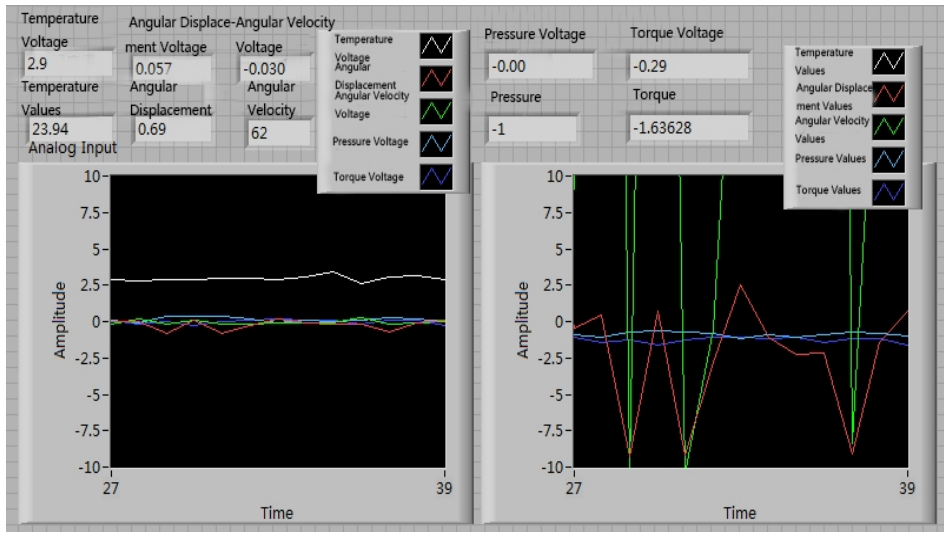 Temperature
Voltage
2.9
Angular Displace-Angular Velocity
ment Voltage
Voltage
0.057
-0.030
Temperature
Values
23.94
Angular
Displacement
0.69
Angular
Velocity
62
Temperature
Voltage
Angular
Displacement
Angular Velocity
Voltage
Pressure Voltage
Torque Voltage
Pressure Voltage
-0.00
Torque Voltage
-0.29
Pressure
-1
Torque
-1.63628
Temperature
Values
Angular Displace
ment Values
Angular Velocity
Values
Pressure Values
Torque Values
Analog Input
Amplitude
10-
7.5-
5-
2.5-
0-
-2.5-
-5-
-7.5-
-10-
27
39
Time
Amplitude
10-
7.5-
5-
2.5-
0-
-2.5-
-5-
-7.5-
-10-
27
39
Time